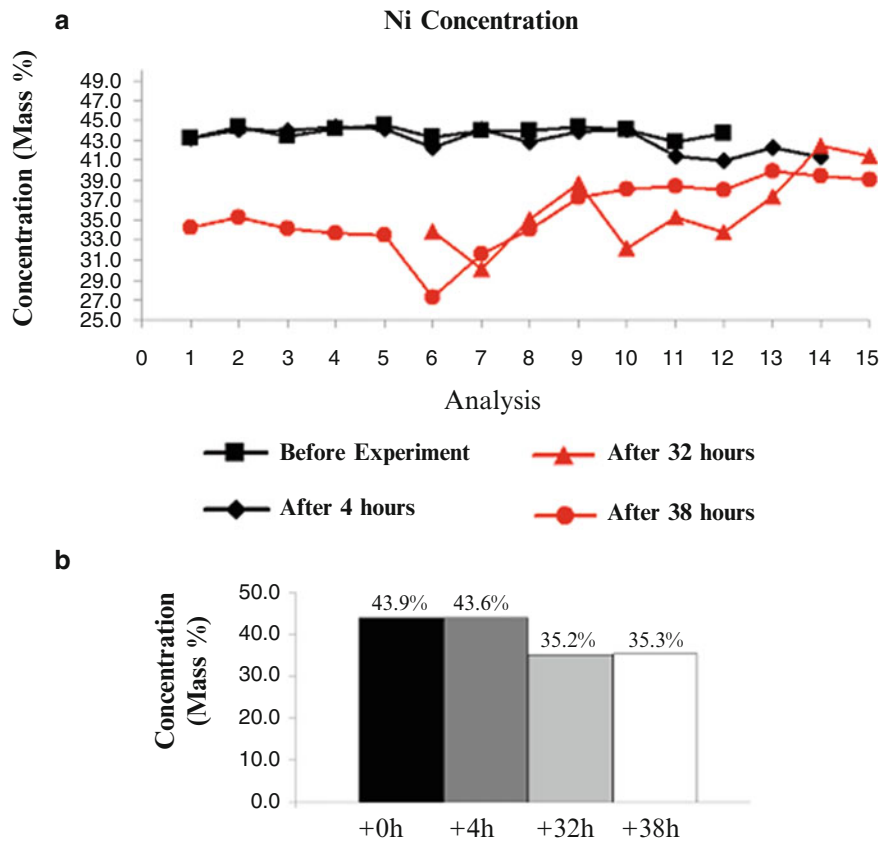 a
Ni Concentration
Concentration (Mass %)
49.0
47.0
45.0
43.0
41.0
39.0
37.0
35.0
33.0
31.0
29.0
27.0
25.0
0 1 2 3 4 5 6 7 8 9 10 11 12 13 14 15
Analysis
Before Experiment
After 32 hours
After 4 hours
After 38 hours
b
Concentration
(Mass %)
50.0
40.0
30.0
20.0
10.0
0.0
43.9% 43.6% 35.2% 35.3%
+0h +4h +32h +38h